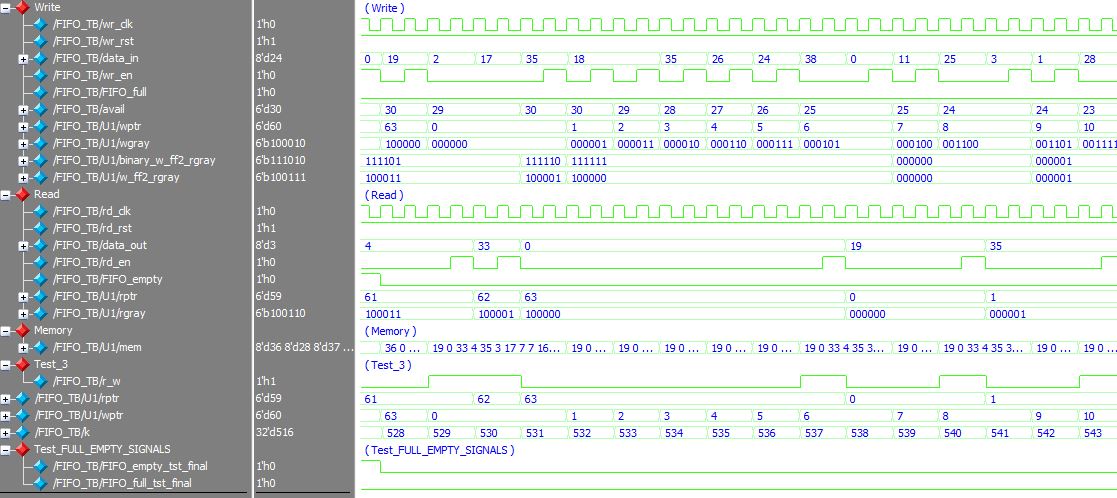 Write ( Write )
/FIFO_TB/wr_clk 1'h0
/FIFO_TB/wr_rst 1'h1
/FIFO_TB/data_in 8'd24 0 19 2 17 35 18 35 26 24 38 0 11 25 3 1 28
/FIFO_TB/wr_en 1'h0
/FIFO_TB/FIFO_full 1'h0
/FIFO_TB/avail 6'd30 30 29 30 30 29 28 27 26 25 25 24 24 23
/FIFO_TB/U1/wptr 6'd60 63 0 1 2 3 4 5 6 7 8 9 10
/FIFO_TB/U1/wgray 6'b100010 100000 000000 000001 000011 000010 000110 000111 000101 000100 001100 001101 001111
/FIFO_TB/U1/binary_w_ff2_rgray 6'b111010 111101 111110 111111 000000 000001
/FIFO_TB/U1/w_ff2_rgray 6'b100111 100011 100001 100000 000000 000001
Read ( Read )
/FIFO_TB/rd_clk 1'h0
/FIFO_TB/rd_rst 1'h1
/FIFO_TB/data_out 8'd3 4 33 0 19 35
/FIFO_TB/rd_en 1'h0
/FIFO_TB/FIFO_empty 1'h0
/FIFO_TB/U1/rptr 6'd59 61 62 63 0 1
/FIFO_TB/U1/rgray 6'b100110 100011 100001 100000 000000 000001
Memory ( Memory )
/FIFO_TB/U1/mem 8'd36 8'd28 8'd37 ... 36 0 ... 19 0 33 4 35 3 17 7 7 16... 19 0 ... 19 0 ... 19 0 ... 19 0 ... 19 0 ... 19 0 33 4 35 3... 19 0 ... 19 0 33 4 35 3... 19 0 ... 19 0 ...
Test_3 ( Test_3 )
/FIFO_TB/r_w 1'h1
/FIFO_TB/U1/rptr 6'd59 61 62 63 0 1
/FIFO_TB/U1/wptr 6'd60 63 0 1 2 3 4 5 6 7 8 9 10
/FIFO_TB/k 32'd516 528 529 530 531 532 533 534 535 536 537 538 539 540 541 542 543
Test_FULL_EMPTY_SIGNALS ( Test_FULL_EMPTY_SIGNALS )
/FIFO_TB/FIFO_empty_tst_final 1'h0
/FIFO_TB/FIFO_full_tst_final 1'h0